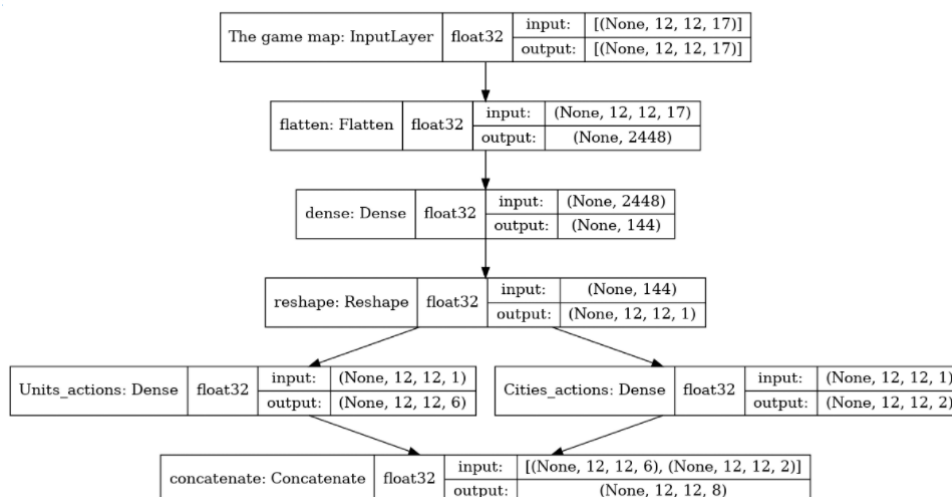 The game map: InputLayer float32 input: [(None, 12, 12, 17)]
output: [(None, 12, 12, 17)]
flatten: Flatten float32 input: (None, 12, 12, 17)
output: (None, 2448)
dense: Dense float32 input: (None, 2448)
output: (None, 144)
reshape: Reshape float32 input: (None, 144)
output: (None, 12, 12, 1)
Units_actions: Dense float32 input: (None, 12, 12, 1)
output: (None, 12, 12, 6)
Cities_actions: Dense float32 input: (None, 12, 12, 1)
output: (None, 12, 12, 2)
concatenate: Concatenate float32 input: [(None, 12, 12, 6), (None, 12, 12, 2)]
output: (None, 12, 12, 8)